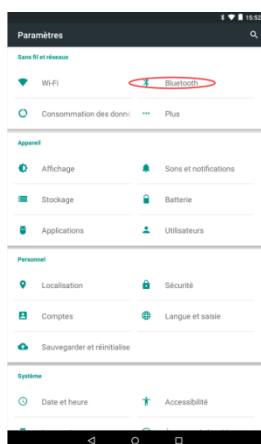 15:52
Paramètres
Sans fil et réseaux
Wi-Fi
Bluetooth
Consommation des donn
Plus
Appareil
Affichage
Sons et notifications
Stockage
Batterie
Applications
Utilisateurs
Personnel
Localisation
Sécurité
Comptes
Langue et saisie
Sauvegarder et réinitialise
Système
Date et heure
Accessibilité